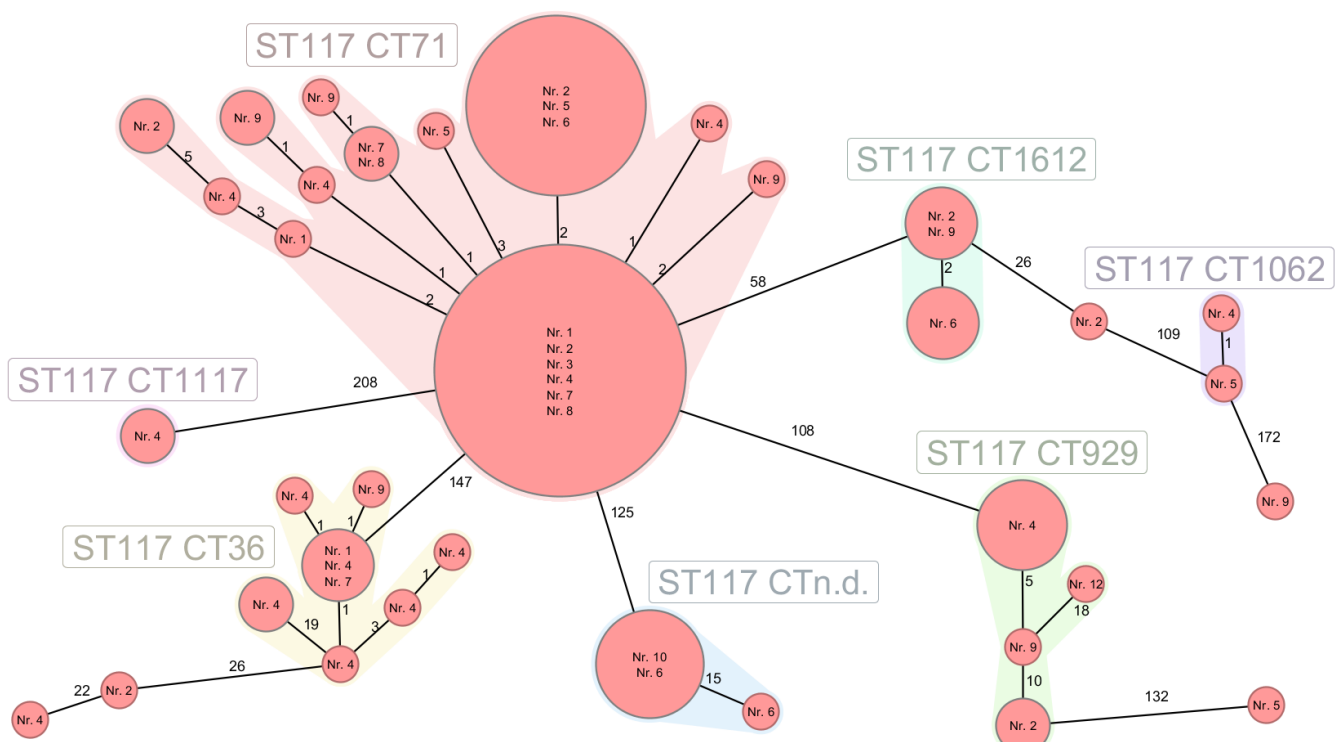 ST117 CT71
Nr. 2
Nr. 5
Nr. 6
Nr. 9
Nr. 9
Nr. 2
Nr. 5
Nr. 4
1
Nr. 7
Nr. 8
1
5
Nr. 9
Nr. 4
Nr. 4
3
Nr. 1
2
3
1
1
1
2
2
ST117 CT1612
Nr. 2
Nr. 9
2
Nr. 6
58
26
Nr. 2
109
ST117 CT1062
Nr. 4
1
Nr. 5
172
Nr. 9
Nr. 1
Nr. 2
Nr. 3
Nr. 4
Nr. 7
Nr. 8
ST117 CT1117
208
Nr. 4
108
ST117 CT929
Nr. 4
5
Nr. 12
18
Nr. 9
10
Nr. 2
132
Nr. 5
147
125
ST117 CT36
Nr. 4
Nr. 9
1
1
Nr. 1
Nr. 4
Nr. 7
Nr. 4
1
Nr. 4
Nr. 4
19
1
3
Nr. 4
26
Nr. 2
22
Nr. 4
ST117 CTn.d.
Nr. 10
Nr. 6
15
Nr. 6